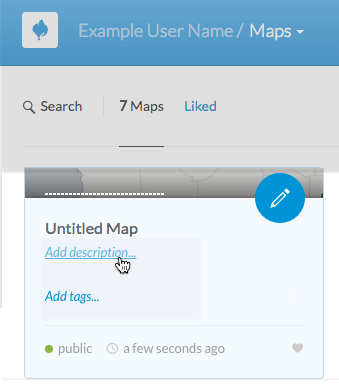 Example User Name / Maps
Search 7 Maps Liked
Untitled Map
Add description...
Add tags...
public a few seconds ago